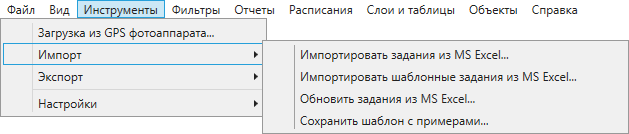 Файл Вид Инструменты Фильтры Отчеты Расписания Слои и таблицы Объекты Справка
Загрузка из GPS фотоаппарата...
Импорт
Экспорт
Настройки
Импортировать задания из MS Excel...
Импортировать шаблонные задания из MS Excel...
Обновить задания из MS Excel...
Сохранить шаблон с примерами...